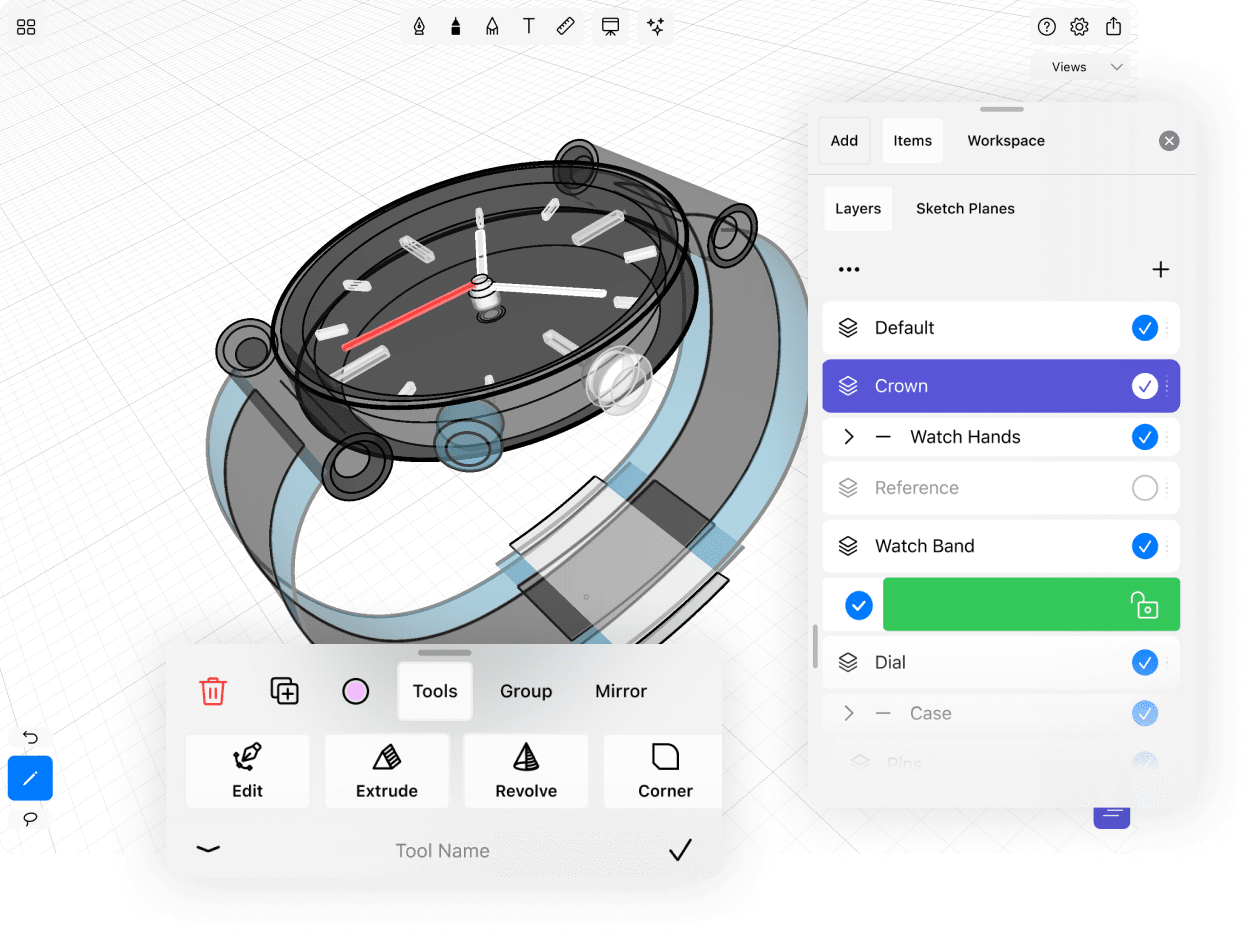 T
Views
Add
Items
Workspace
Layers
Sketch Planes
Default
Crown
Watch Hands
Reference
Watch Band
Dial
Case
Pins
Tools
Group
Mirror
Edit
Extrude
Revolve
Corner
Tool Name